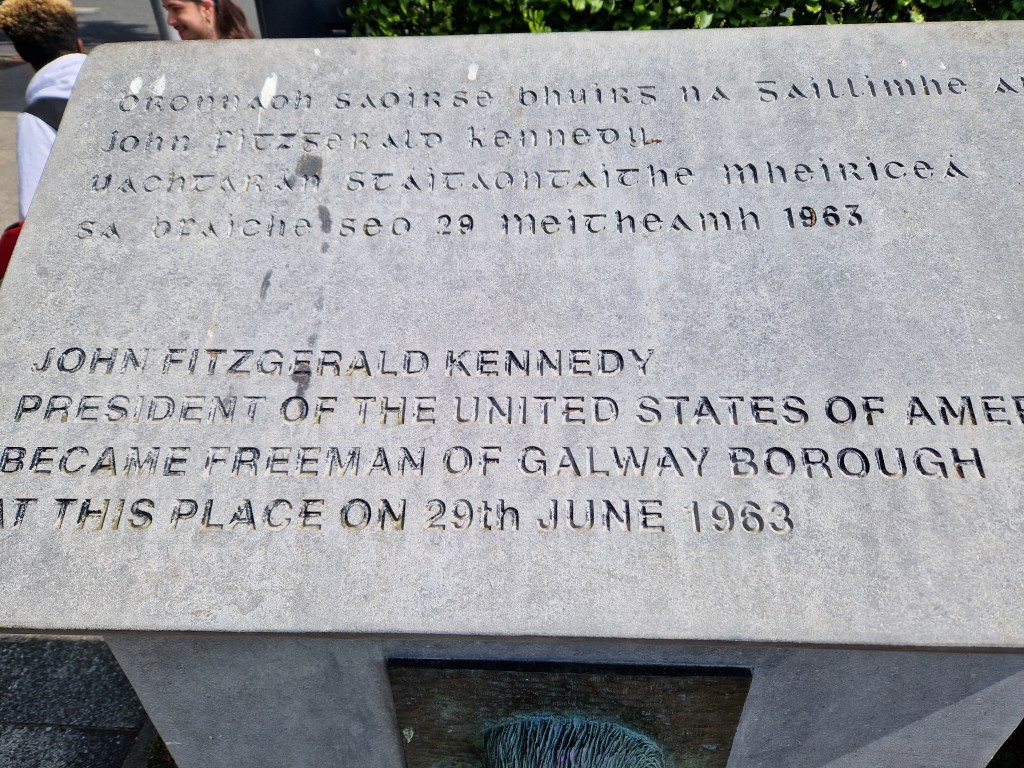 bronnadh saoirse bhuirg na gaillimhe ar
john fitzgerald kennedy
uachtarán stáitaontaithe mheiriceá
sa bfaiche seo 29 meitheamh 1963
JOHN FITZGERALD KENNEDY
PRESIDENT OF THE UNITED STATES OF AMER
BECAME FREEMAN OF GALWAY BOROUGH
AT THIS PLACE ON 29th JUNE 1963